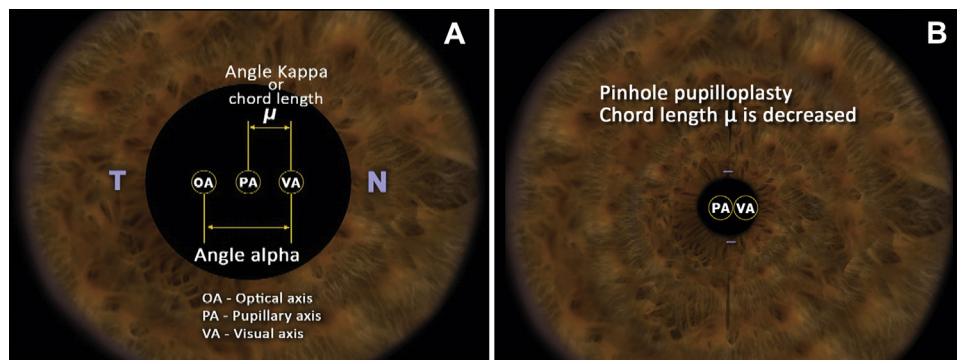 A
Angle Kappa
or
chord length
μ
T
OA
PA
VA
N
Angle alpha
OA - Optical axis
PA - Pupillary axis
VA - Visual axis
B
Pinhole pupilloplasty
Chord length μ is decreased
PA
VA